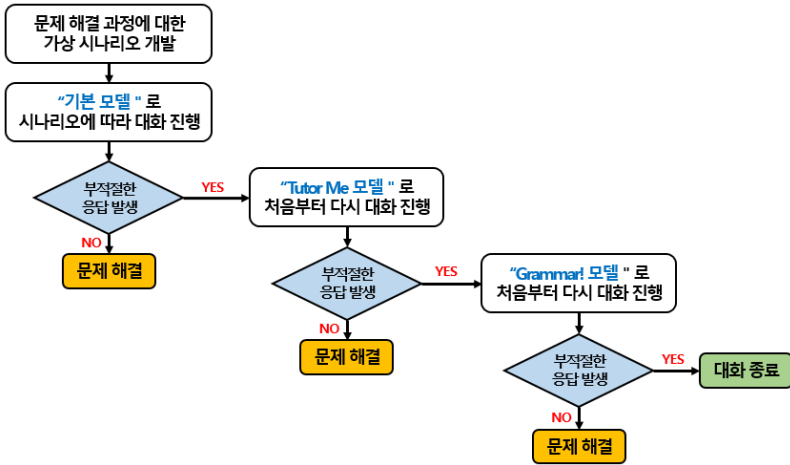 문제 해결 과정에 대한
가상 시나리오 개발
“기본 모델 " 로
시나리오에 따라 대화 진행
부적절한
응답 발생
YES
NO
문제 해결
“Tutor Me 모델 " 로
처음부터 다시 대화 진행
부적절한
응답 발생
YES
NO
문제 해결
“Grammar! 모델 " 로
처음부터 다시 대화 진행
부적절한
응답 발생
YES
대화 종료
NO
문제 해결